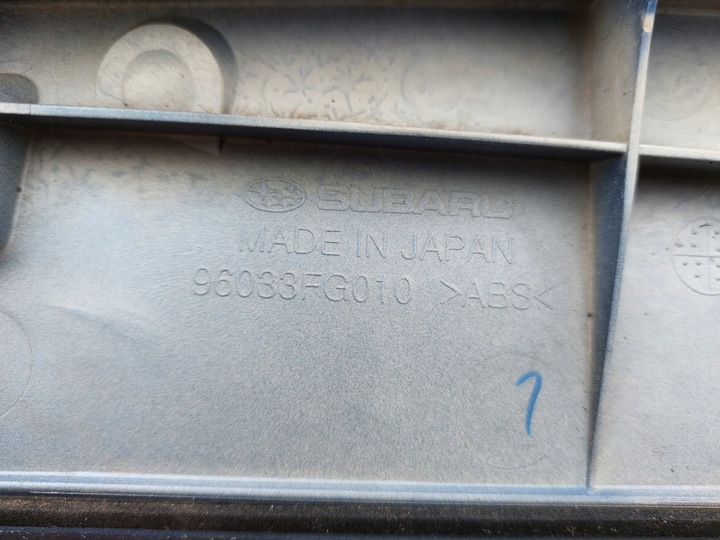 SUBARU
MADE IN JAPAN
96033FG010 >ABS<
1